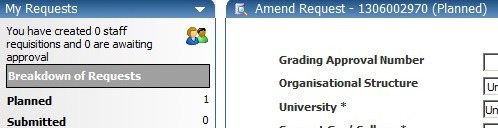 My Requests
You have created 0 staff
requisitions and 0 are awaiting
approval
Breakdown of Requests
Planned 1
Submitted 0
Amend Request - 1306002970 (Planned)
Grading Approval Number
Organisational Structure Un
University * Un